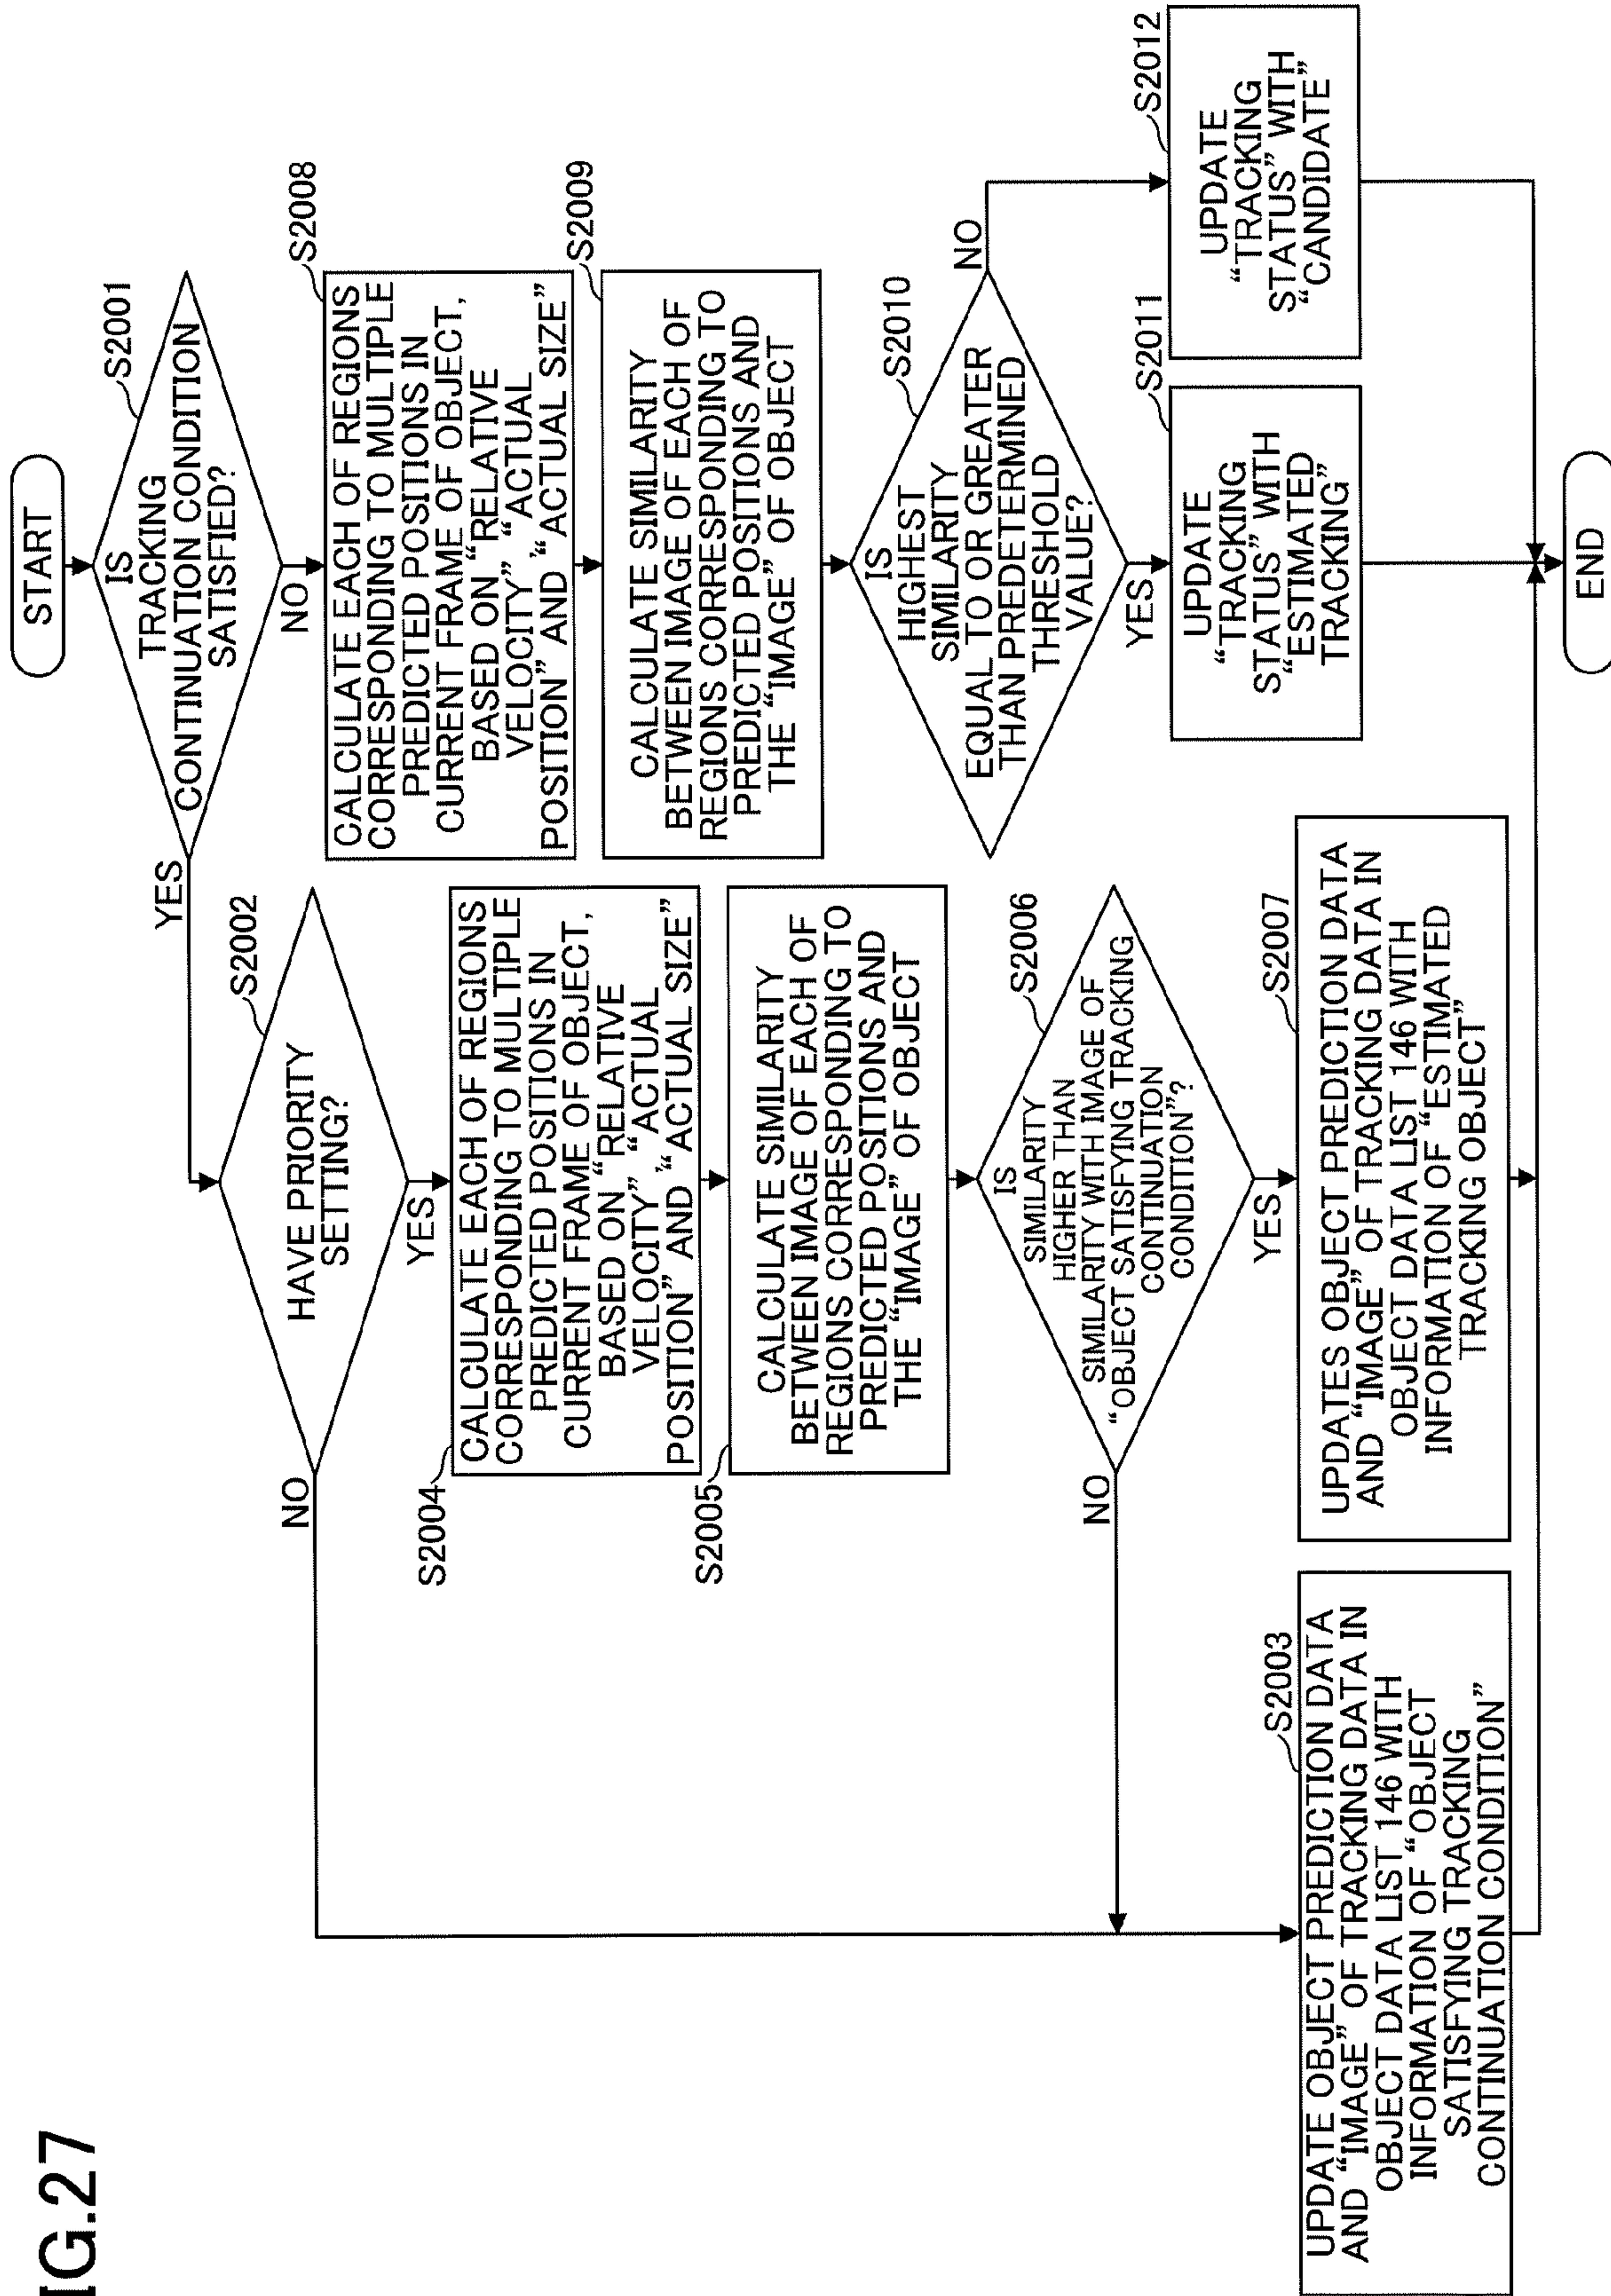 IG.27
START
S2001
IS
TRACKING
CONTINUATION CONDITION
SATISFIED?
YES
NO
S2002
HAVE PRIORITY
SETTING?
NO
YES
S2004
CALCULATE EACH OF REGIONS
CORRESPONDING TO MULTIPLE
PREDICTED POSITIONS IN
CURRENT FRAME OF OBJECT,
BASED ON “RELATIVE
VELOCITY” “ACTUAL
POSITION” AND “ACTUAL SIZE”
S2005
CALCULATE SIMILARITY
BETWEEN IMAGE OF EACH OF
REGIONS CORRESPONDING TO
PREDICTED POSITIONS AND
THE “IMAGE” OF OBJECT
S2006
IS
SIMILARITY
HIGHER THAN
SIMILARITY WITH IMAGE OF
“OBJECT SATISFYING TRACKING
CONTINUATION
CONDITION”?
NO
YES
S2003
UPDATE OBJECT PREDICTION DATA
AND “IMAGE” OF TRACKING DATA IN
OBJECT DATA LIST 146 WITH
INFORMATION OF “OBJECT
SATISFYING TRACKING
CONTINUATION CONDITION”
S2007
UPDATES OBJECT PREDICTION DATA
AND “IMAGE” OF TRACKING DATA IN
OBJECT DATA LIST 146 WITH
INFORMATION OF “ESTIMATED
TRACKING OBJECT”
S2008
CALCULATE EACH OF REGIONS
CORRESPONDING TO MULTIPLE
PREDICTED POSITIONS IN
CURRENT FRAME OF OBJECT,
BASED ON “RELATIVE
VELOCITY” “ACTUAL
POSITION” AND “ACTUAL SIZE”
S2009
CALCULATE SIMILARITY
BETWEEN IMAGE OF EACH OF
REGIONS CORRESPONDING TO
PREDICTED POSITIONS AND
THE “IMAGE” OF OBJECT
S2010
IS
HIGHEST
SIMILARITY
EQUAL TO OR GREATER
THAN PREDETERMINED
THRESHOLD
VALUE?
NO
YES
S2011
UPDATE
“TRACKING
STATUS” WITH
“ESTIMATED
TRACKING”
S2012
UPDATE
“TRACKING
STATUS” WITH
“CANDIDATE”
END